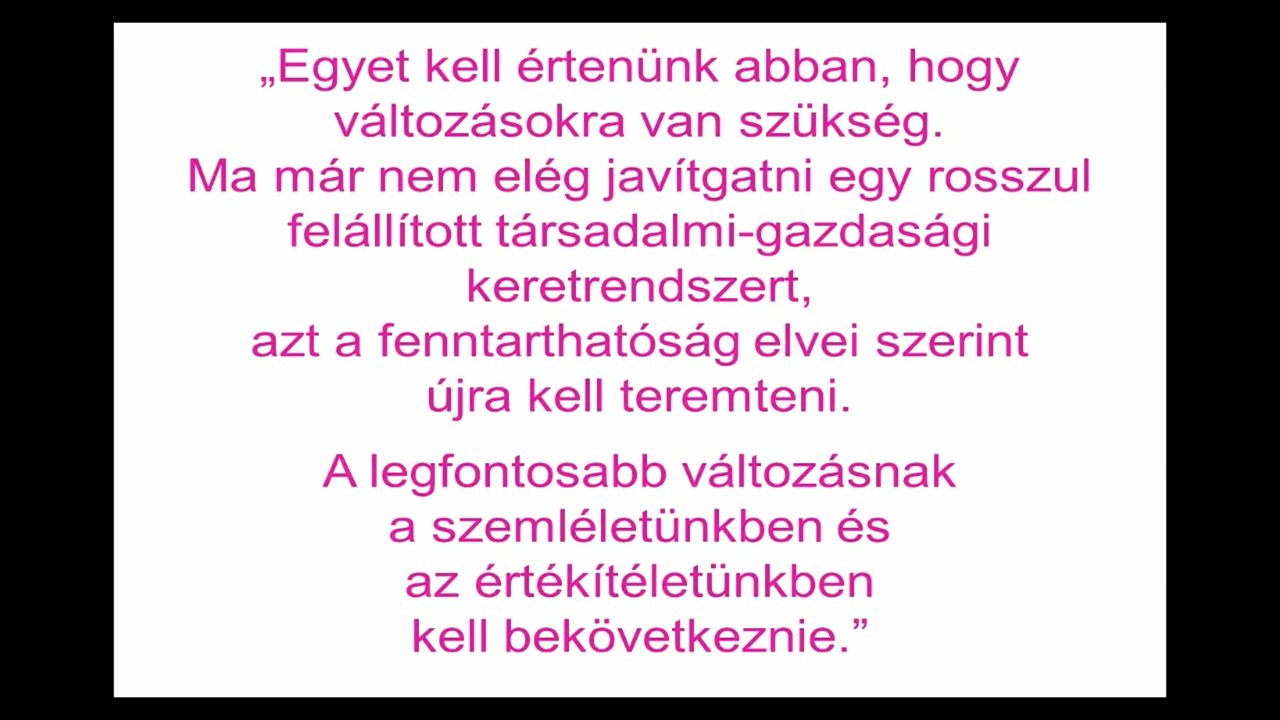 „Egyet kell értenünk abban, hogy
változásokra van szükség.
Ma már nem elég javítgatni egy rosszul
felállított társadalmi-gazdasági
keretrendszert,
azt a fenntarthatóság elvei szerint
újra kell teremteni.
A legfontosabb változásnak
a szemléletünkben és
az értékítéletünkben
kell bekövetkeznie.”